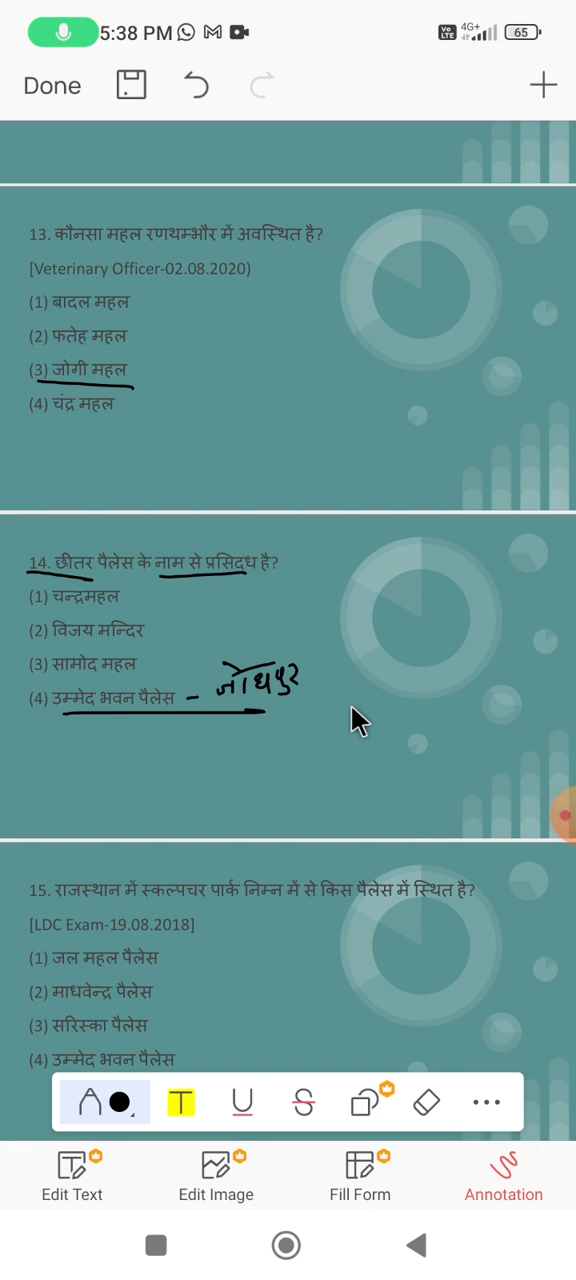 5:38 PM
Vo LTE 4G+ 65
Done
13. कौनसा महल रणथम्भौर में अवस्थित है?
[Veterinary Officer-02.08.2020)
(1) बादल महल
(2) फतेह महल
(3) जोगी महल
(4) चंद्र महल
14. छीतर पैलेस के नाम से प्रसिद्ध है?
(1) चन्द्रमहल
(2) विजय मन्दिर
(3) सामोद महल
(4) उम्मेद भवन पैलेस - जोधपुर
15. राजस्थान में स्कल्पचर पार्क निम्न में से किस पैलेस में स्थित है?
[LDC Exam-19.08.2018]
(1) जल महल पैलेस
(2) माधवेन्द्र पैलेस
(3) सरिस्का पैलेस
(4) उम्मेद भवन पैलेस
Edit Text Edit Image Fill Form Annotation